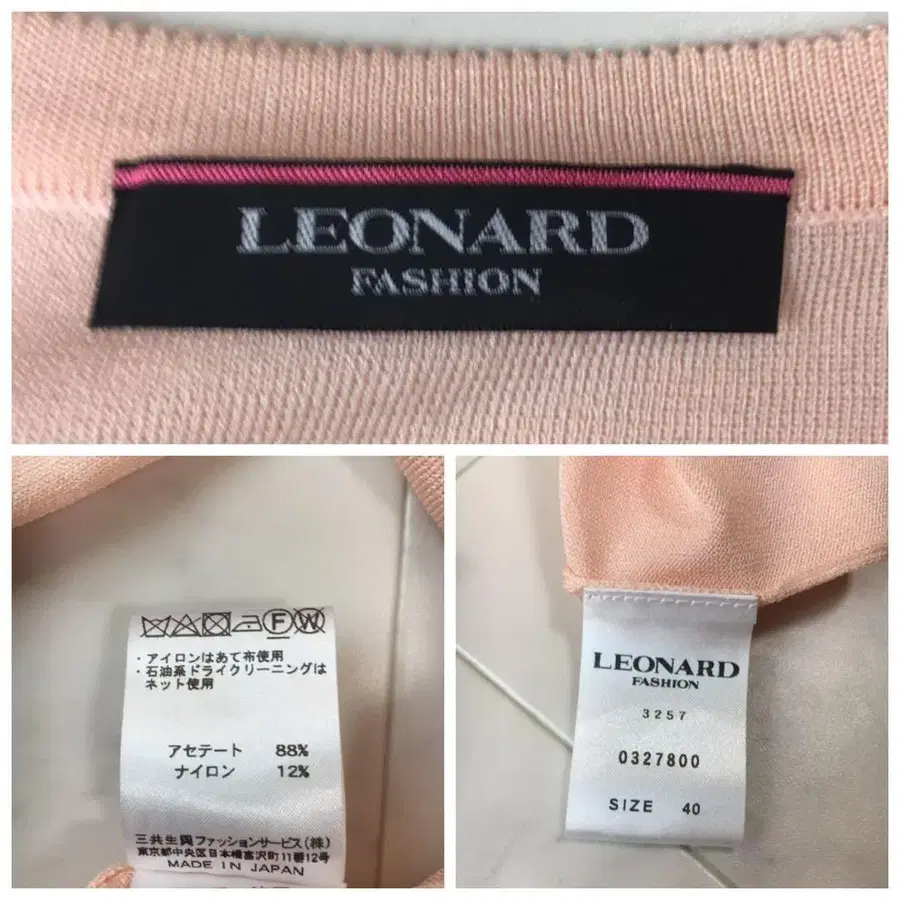 LEONARD
FASHION
・アイロンはあて布使用
・石油系ドライクリーニングは
ネット使用
アセテート 88%
ナイロン 12%
三共生興ファッションサービス(株)
東京都中央区日本橋富沢町11番12号
MADE IN JAPAN
LEONARD
FASHION
3257
0327800
SIZE 40